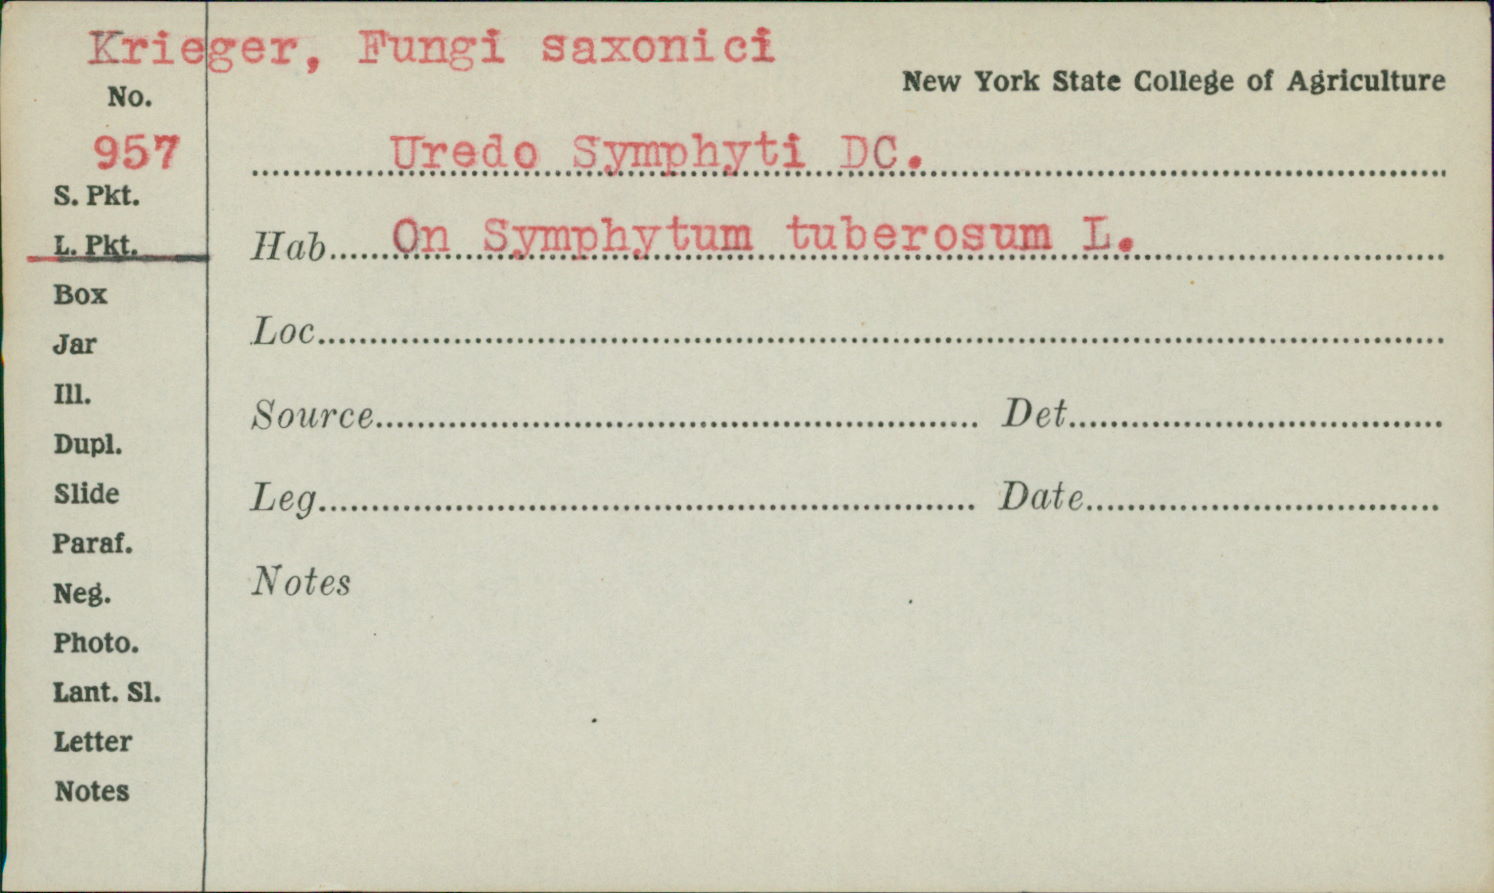 Krieger, Fungi saxonici
New York State College of Agriculture
No.
957
Uredo Symphyti DC.
S. Pkt.
L. Pkt.
Hab. On Symphytum tuberosum L.
Box
Loc.
Jar
Ill.
Source Det.
Dupl.
Slide
Leg. Date
Paraf.
Neg.
Notes
Photo.
Lant. Sl.
Letter
Notes